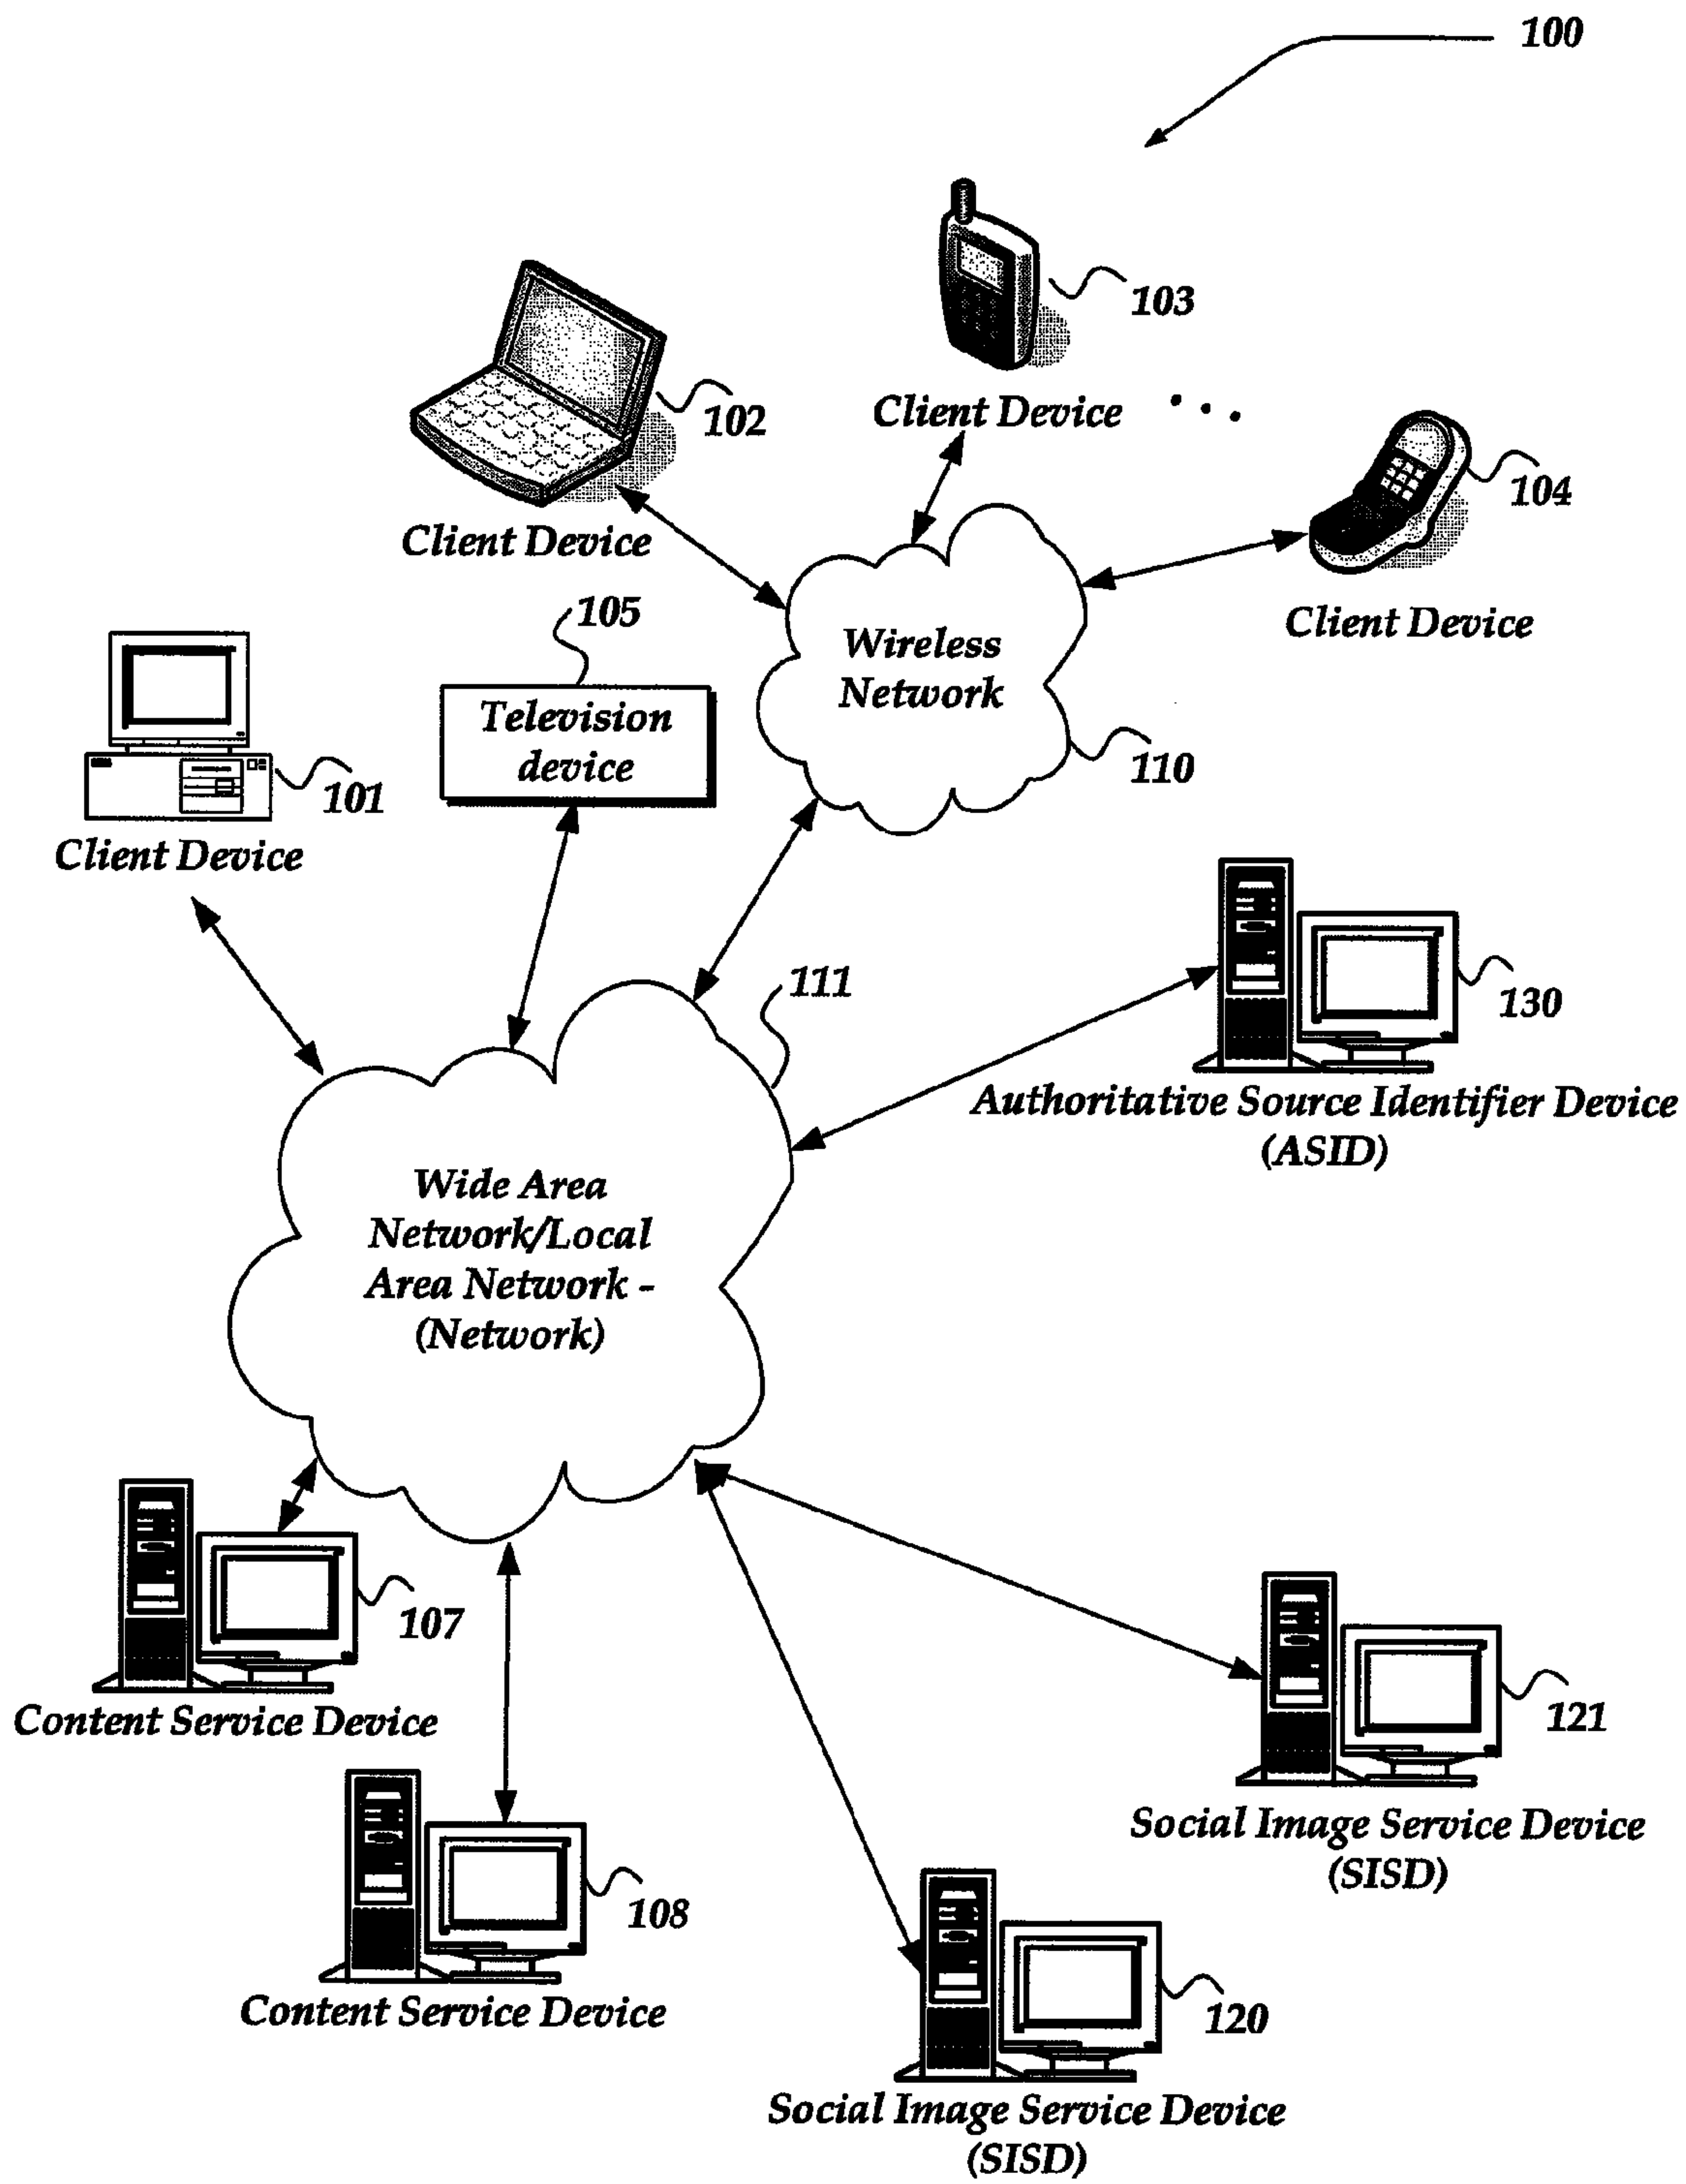 100
103
Client Device
. . .
102
Client Device
104
Client Device
105
Television
device
Wireless
Network
110
101
Client Device
111
130
Authoritative Source Identifier Device
(ASID)
Wide Area
Network/Local
Area Network -
(Network)
107
Content Service Device
121
Social Image Service Device
(SISD)
108
Content Service Device
120
Social Image Service Device
(SISD)